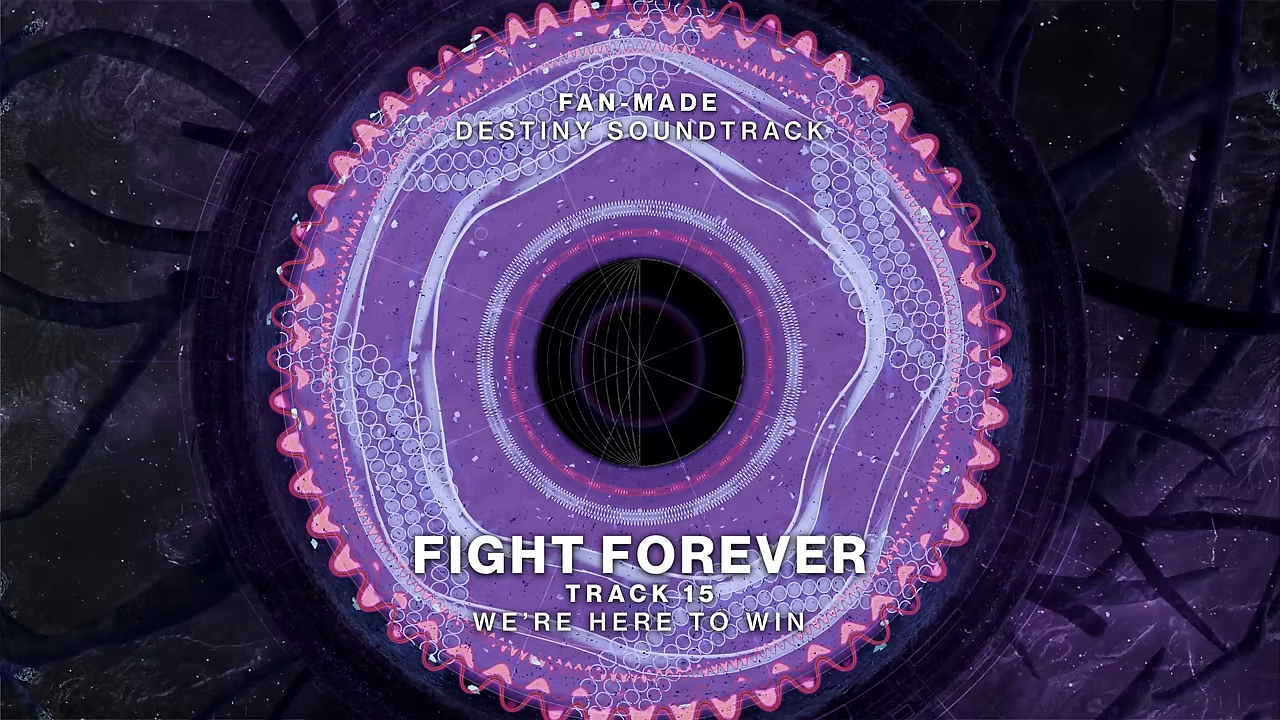 FAN-MADE
DESTINY SOUNDTRACK
FIGHT FOREVER
TRACK 15
WE'RE HERE TO WIN